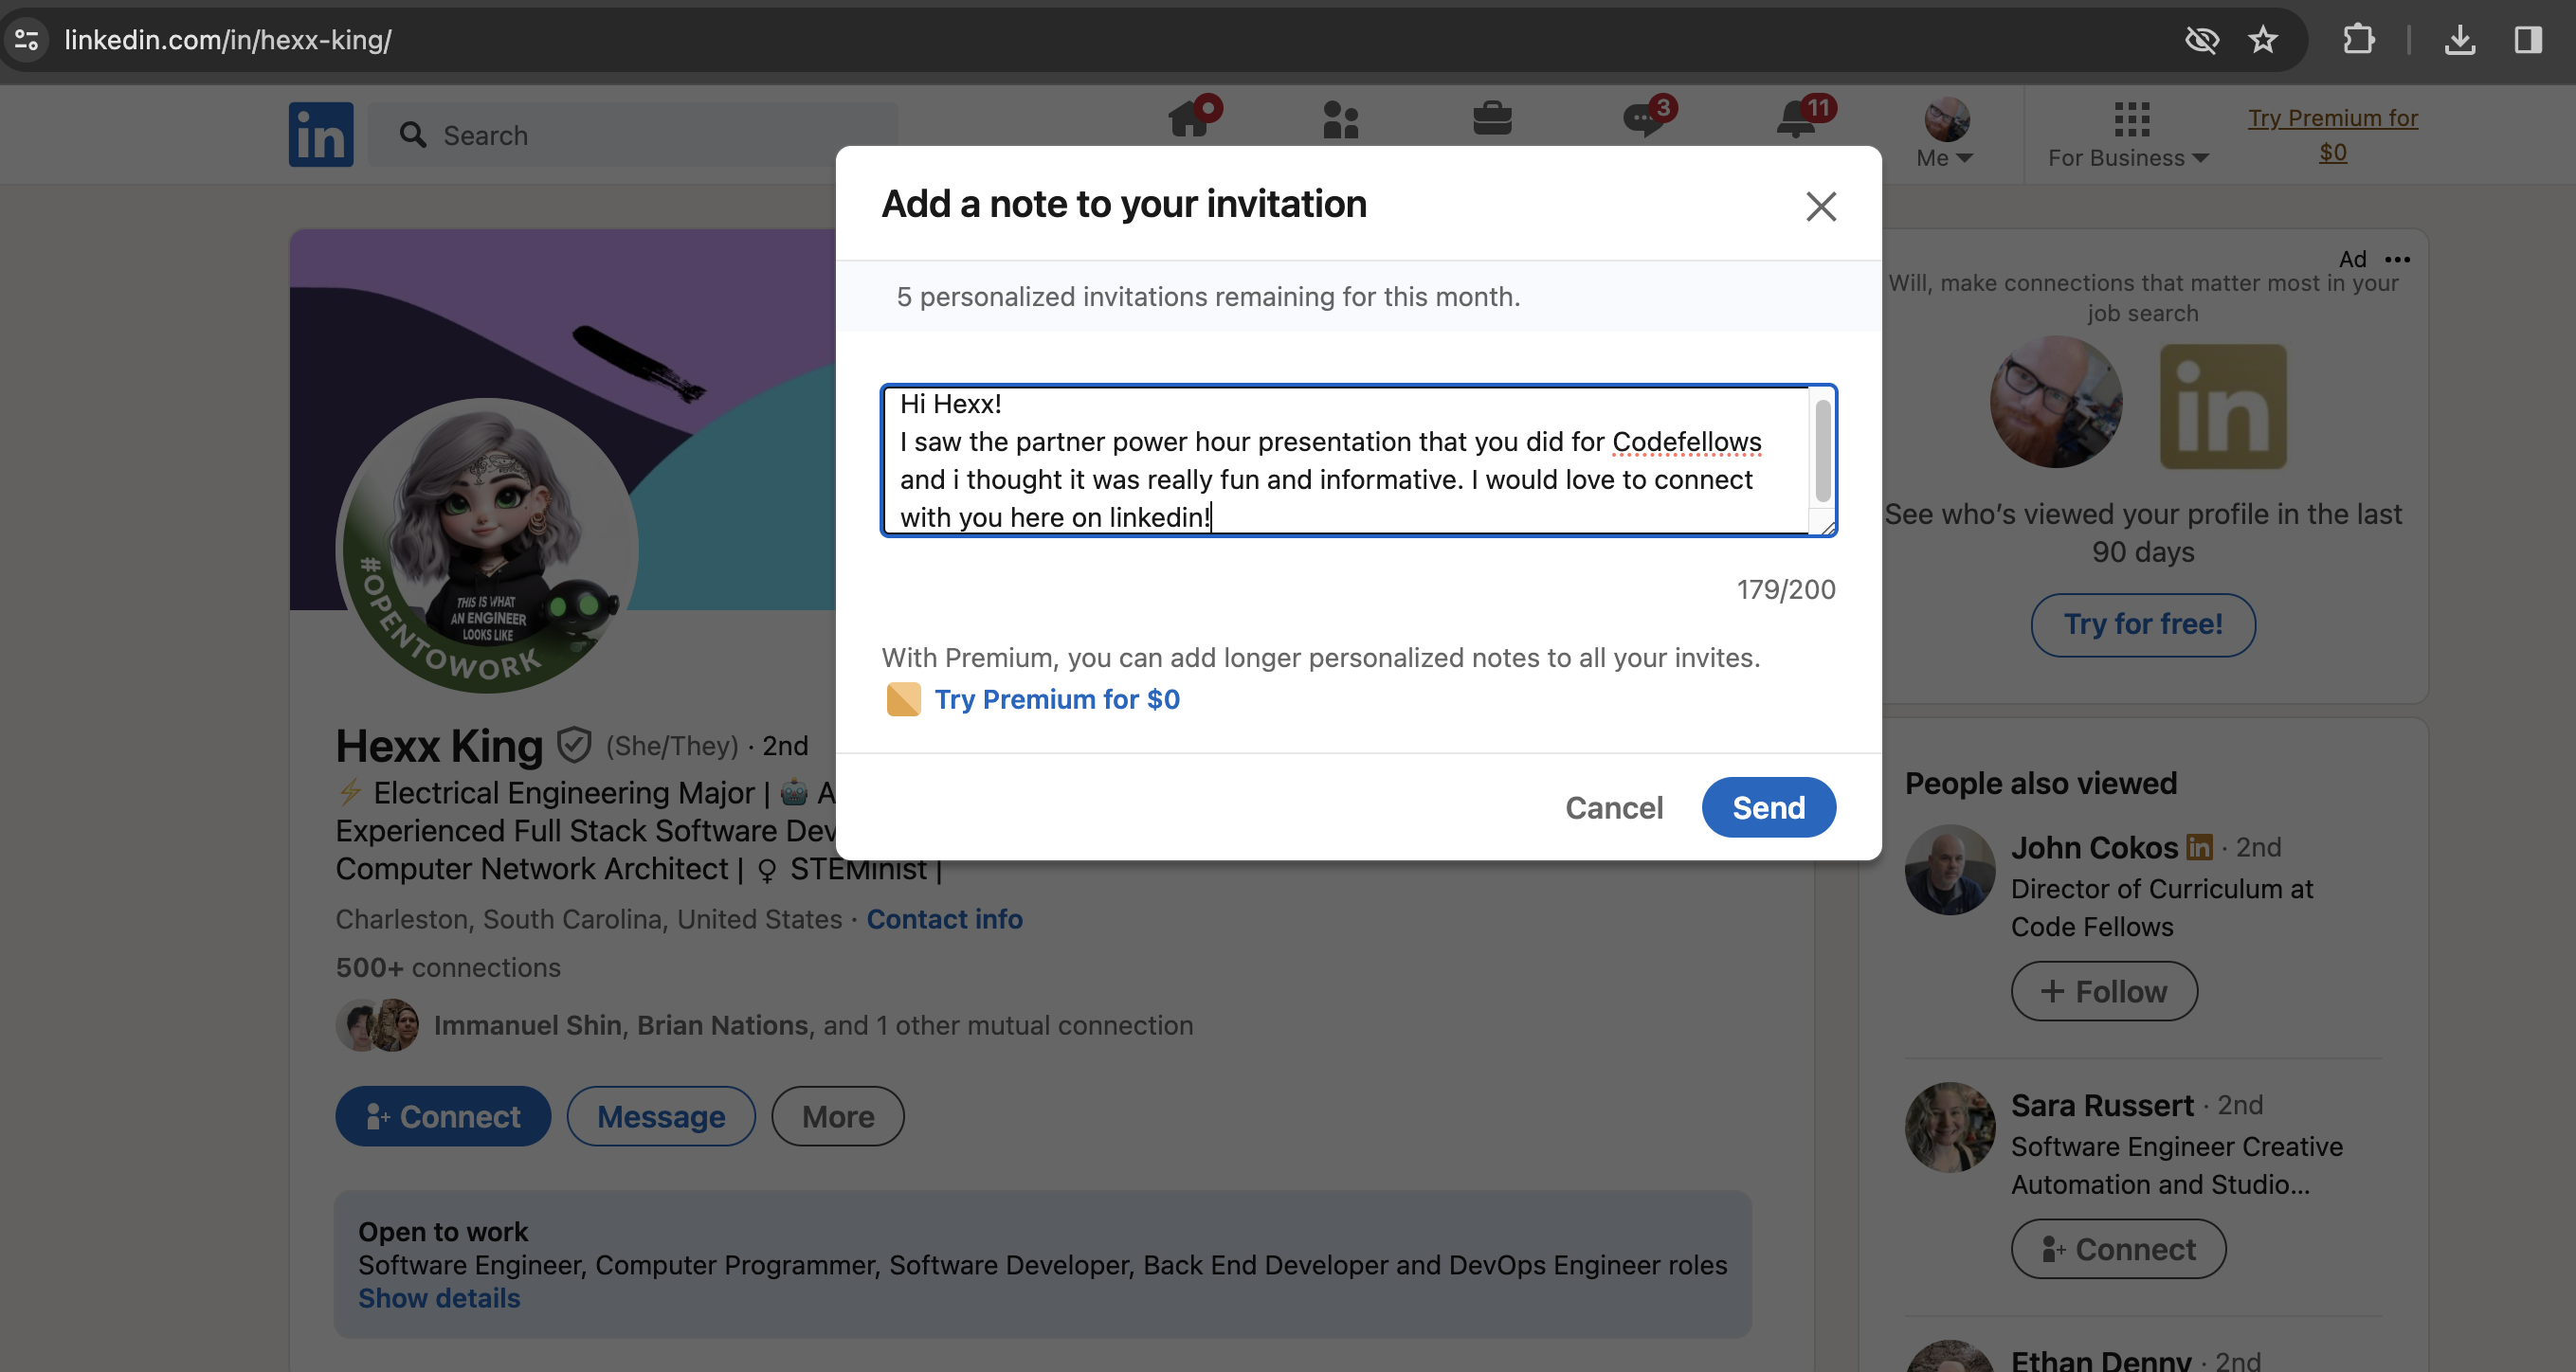 linkedin.com/in/hexx-king/
in
Search
3
11
Me
For Business
Try Premium for
$0
Add a note to your invitation
5 personalized invitations remaining for this month.
Hi Hexx!
I saw the partner power hour presentation that you did for Codefellows
and i thought it was really fun and informative. I would love to connect
with you here on linkedin!
179/200
With Premium, you can add longer personalized notes to all your invites.
Try Premium for $0
Cancel
Send
#OPENTOWORK
THIS IS WHAT
AN ENGINEER
LOOKS LIKE
Hexx King (She/They) · 2nd
⚡ Electrical Engineering Major | 🤖 A
Experienced Full Stack Software Dev
Computer Network Architect | ♀ STEMinist |
Charleston, South Carolina, United States · Contact info
500+ connections
Immanuel Shin, Brian Nations, and 1 other mutual connection
Connect
Message
More
Open to work
Software Engineer, Computer Programmer, Software Developer, Back End Developer and DevOps Engineer roles
Show details
Ad
Will, make connections that matter most in your
job search
in
See who's viewed your profile in the last
90 days
Try for free!
People also viewed
John Cokos in · 2nd
Director of Curriculum at
Code Fellows
+ Follow
Sara Russert · 2nd
Software Engineer Creative
Automation and Studio...
Connect
Ethan Denny · 2nd